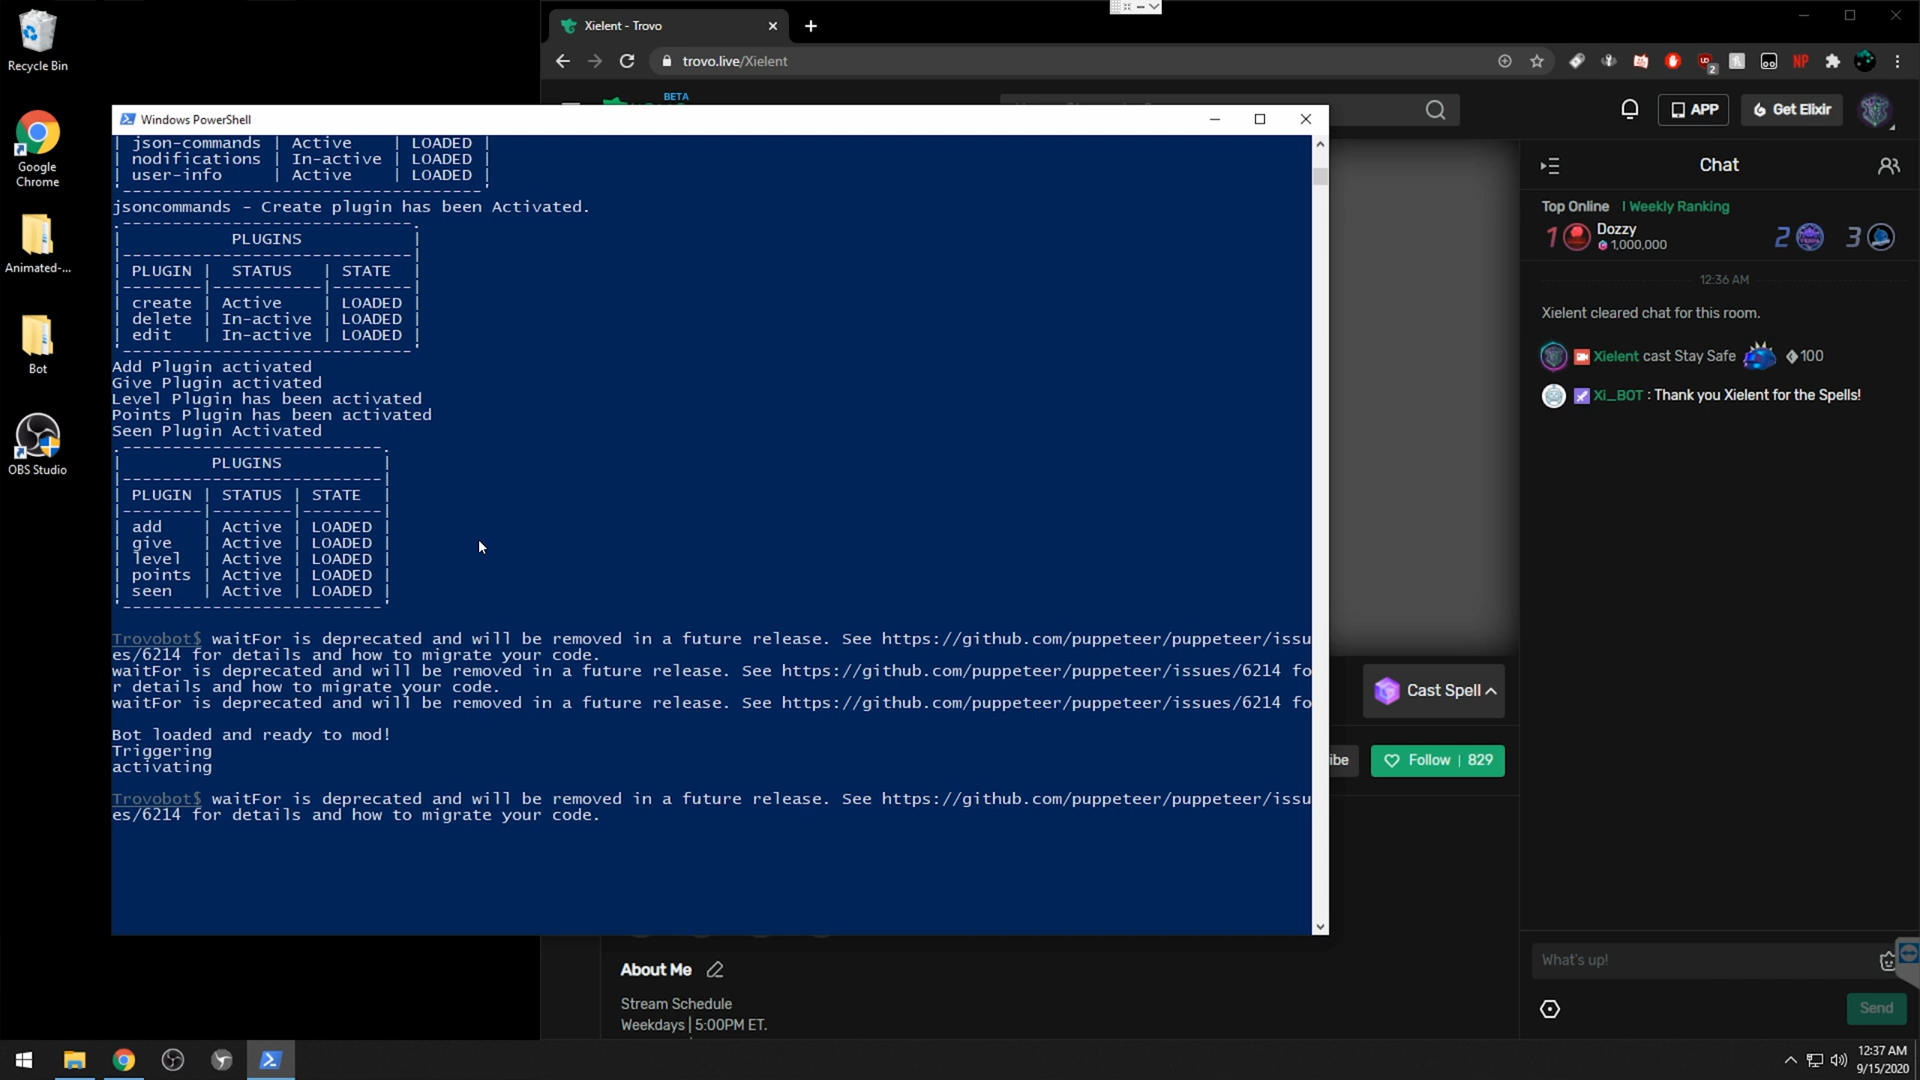 Recycle Bin
Google
Chrome
Animated-...
Bot
OBS Studio
Xielent - Trovo
trovo.live/Xielent
2
NP
BETA
APP
Get Elixir
Windows PowerShell
| json-commands | Active | LOADED |
| nodifications | In-active | LOADED |
| user-info | Active | LOADED |
jsoncommands - Create plugin has been Activated.
PLUGINS
| PLUGIN | STATUS | STATE |
| create | Active | LOADED |
| delete | In-active | LOADED |
| edit | In-active | LOADED |
Add Plugin activated
Give Plugin activated
Level Plugin has been activated
Points Plugin has been activated
Seen Plugin Activated
PLUGINS
| PLUGIN | STATUS | STATE |
| add | Active | LOADED |
| give | Active | LOADED |
| level | Active | LOADED |
| points | Active | LOADED |
| seen | Active | LOADED |
Trovobot$ waitFor is deprecated and will be removed in a future release. See https://github.com/puppeteer/puppeteer/issu
es/6214 for details and how to migrate your code.
waitFor is deprecated and will be removed in a future release. See https://github.com/puppeteer/puppeteer/issues/6214 fo
r details and how to migrate your code.
waitFor is deprecated and will be removed in a future release. See https://github.com/puppeteer/puppeteer/issues/6214 fo
Bot loaded and ready to mod!
Triggering
activating
Trovobot$ waitFor is deprecated and will be removed in a future release. See https://github.com/puppeteer/puppeteer/issu
es/6214 for details and how to migrate your code.
Cast Spell
ibe
Follow | 829
About Me
Stream Schedule
Weekdays | 5:00PM ET.
Chat
Top Online | Weekly Ranking
1 Dozzy 2 3
1,000,000
12:36 AM
Xielent cleared chat for this room.
Xielent cast Stay Safe 100
Xi_BOT : Thank you Xielent for the Spells!
What's up!
Send
12:37 AM
9/15/2020